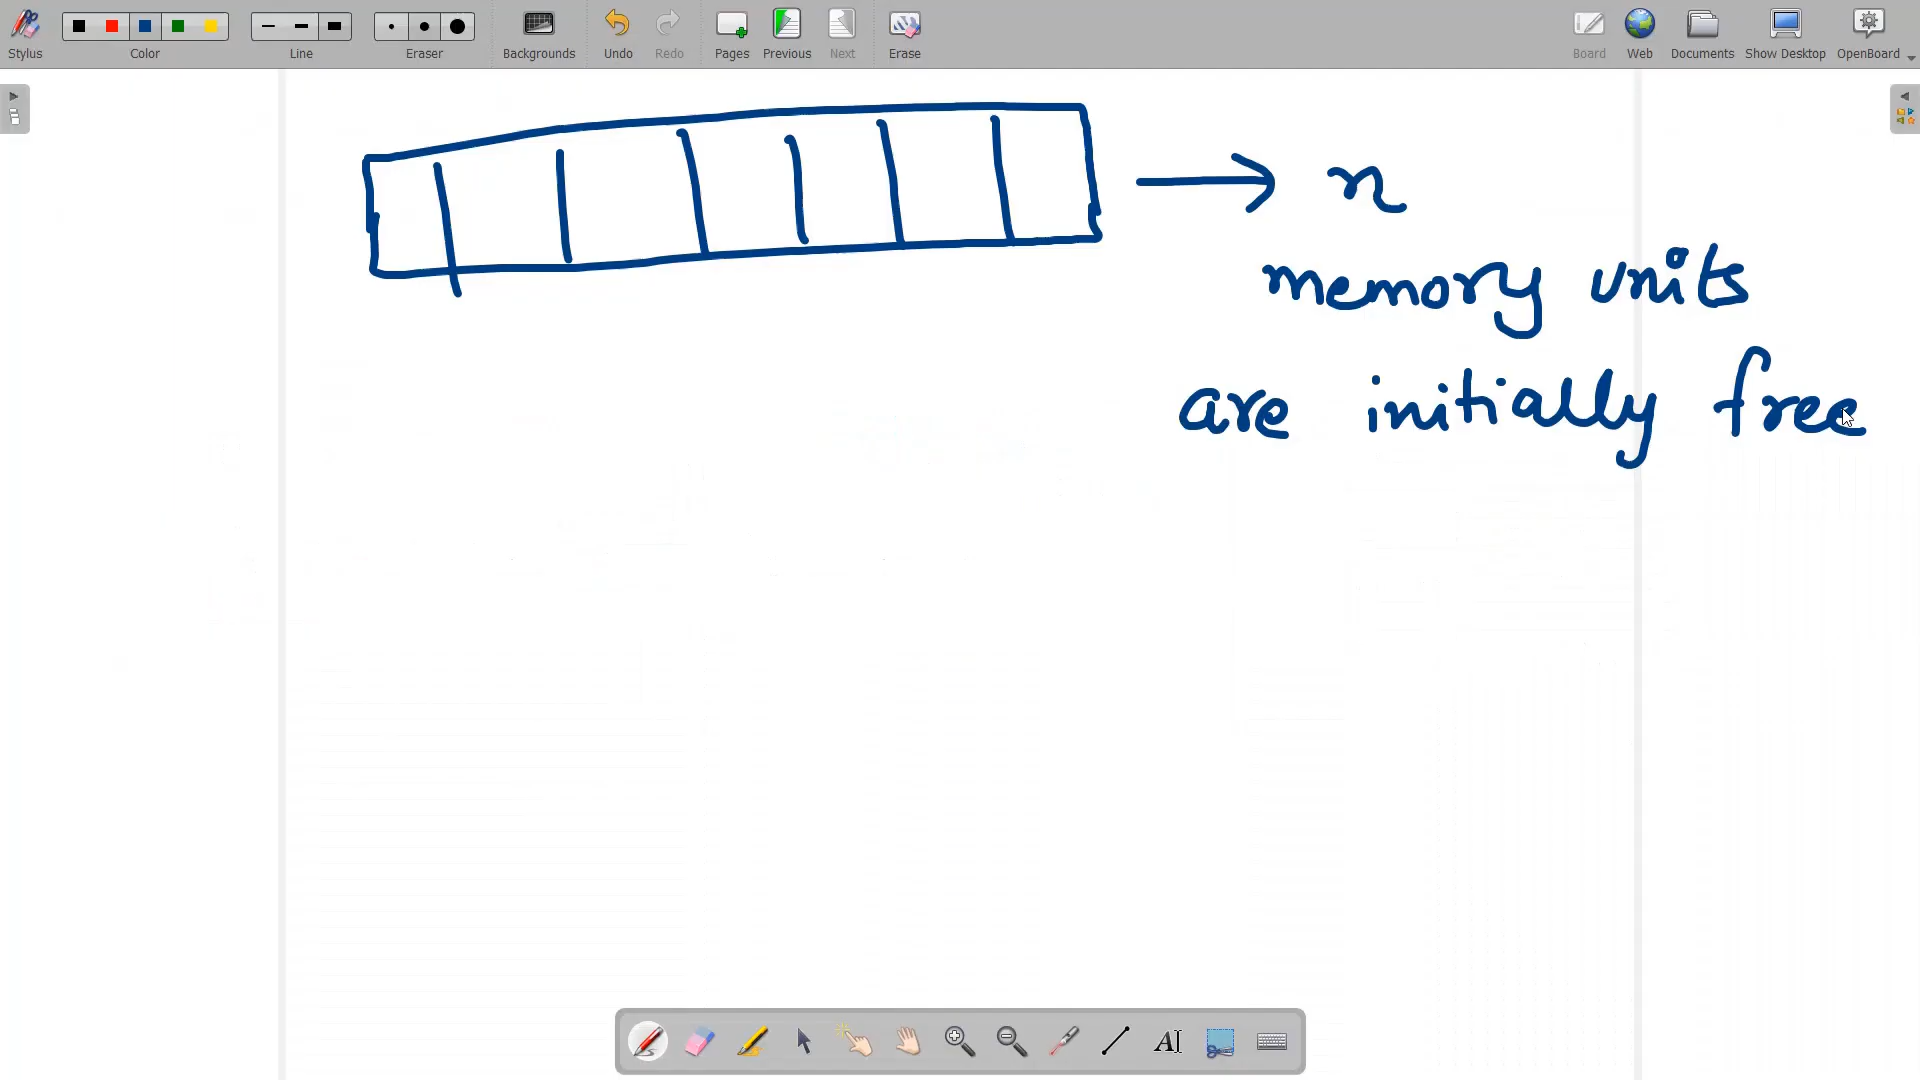 Stylus Color Line Eraser Backgrounds Undo Redo Pages Previous Next Erase Board Web Documents Show Desktop OpenBoard
n
memory units
are initially free